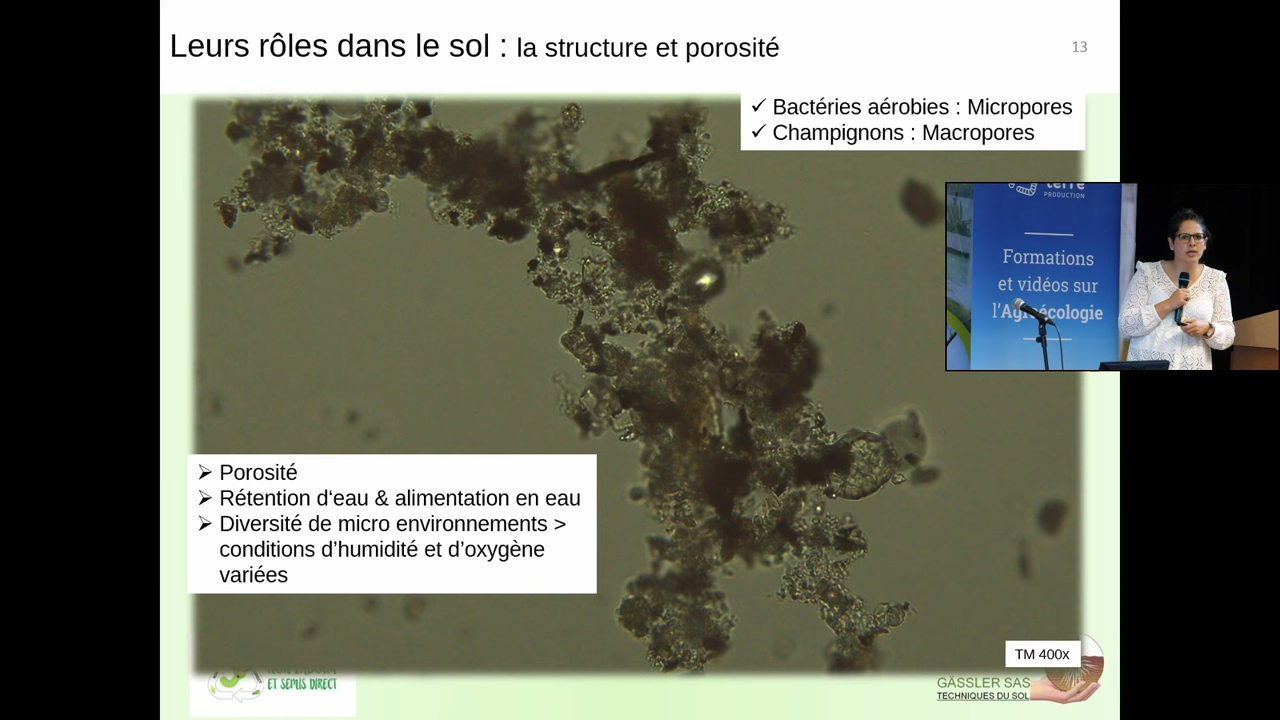 Leurs rôles dans le sol : la structure et porosité
13
✓ Bactéries aérobies : Micropores
✓ Champignons : Macropores
terre
PRODUCTION
Formations
et vidéos sur
l'Agroécologie
➢ Porosité
➢ Rétention d‘eau & alimentation en eau
➢ Diversité de micro environnements >
conditions d’humidité et d’oxygène
variées
TM 400x
ET SEMIS DIRECT
GÄSSLER SAS
TECHNIQUES DU SOL